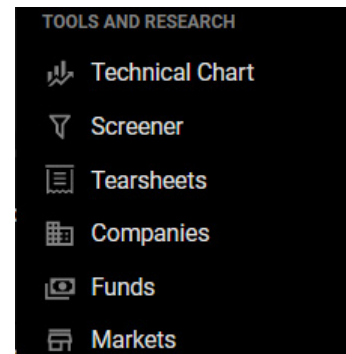 TOOLS AND RESEARCH
Technical Chart
Screener
Tearsheets
Companies
Funds
Markets